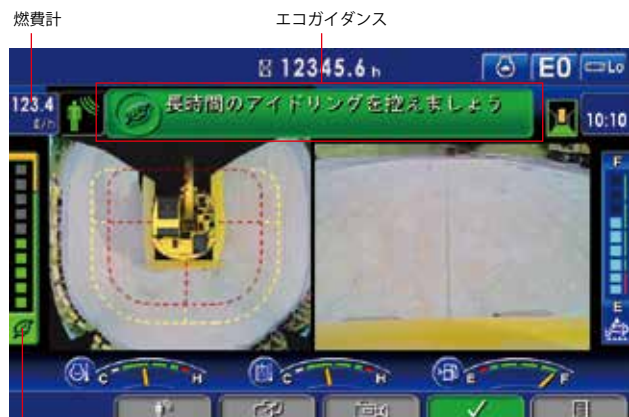 燃費計
エコガイダンス
12345.6 h
E0
Lo
123.4
ℓ/h
長時間のアイドリングを控えましょう
10:10
F
E
C H
C H
E F